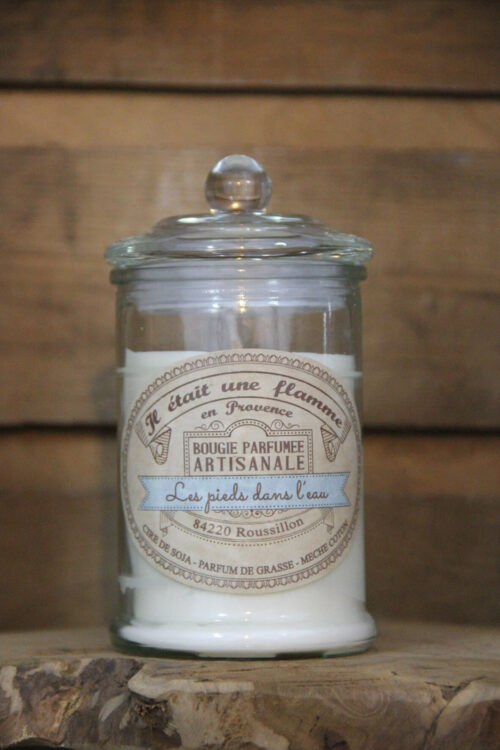 Il était une flamme
en Provence
BOUGIE PARFUMEE
ARTISANALE
Les pieds dans l'eau
84220 Roussillon
CIRE DE SOJA - PARFUM DE GRASSE - MECHE COTON